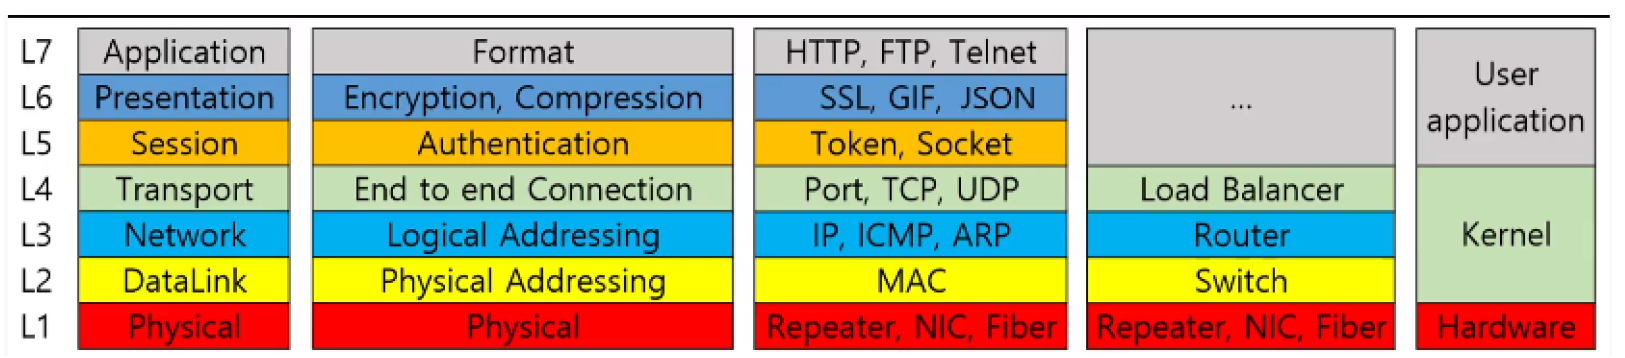 L7 Application Format HTTP, FTP, Telnet
L6 Presentation Encryption, Compression SSL, GIF, JSON ... User application
L5 Session Authentication Token, Socket
L4 Transport End to end Connection Port, TCP, UDP Load Balancer
L3 Network Logical Addressing IP, ICMP, ARP Router Kernel
L2 DataLink Physical Addressing MAC Switch
L1 Physical Physical Repeater, NIC, Fiber Repeater, NIC, Fiber Hardware